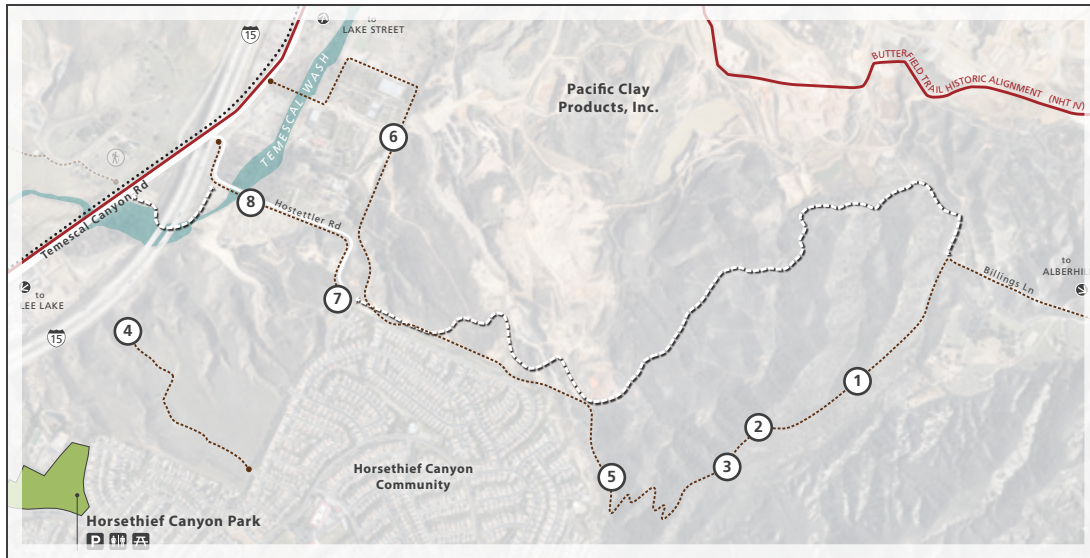 15
to
LAKE STREET
TEMESCAL WASH
Pacific Clay
Products, Inc.
BUTTERFIELD TRAIL HISTORIC ALIGNMENT (NHT IV)
6
Temescal Canyon Rd
8
Hostettler Rd
to
LEE LAKE
7
Billings Ln
to
ALBERHI
4
15
1
2
3
5
Horsethief Canyon
Community
Horsethief Canyon Park
P